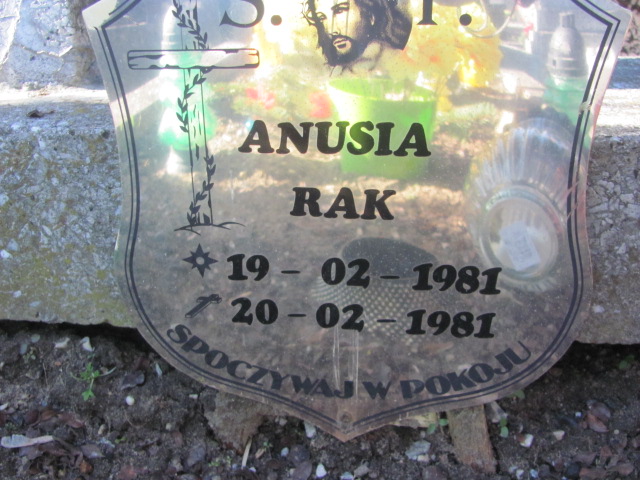 S. P.
ANUSIA
RAK
19 - 02 - 1981
20 - 02 - 1981
SPOCZYWAJ W POKOJU